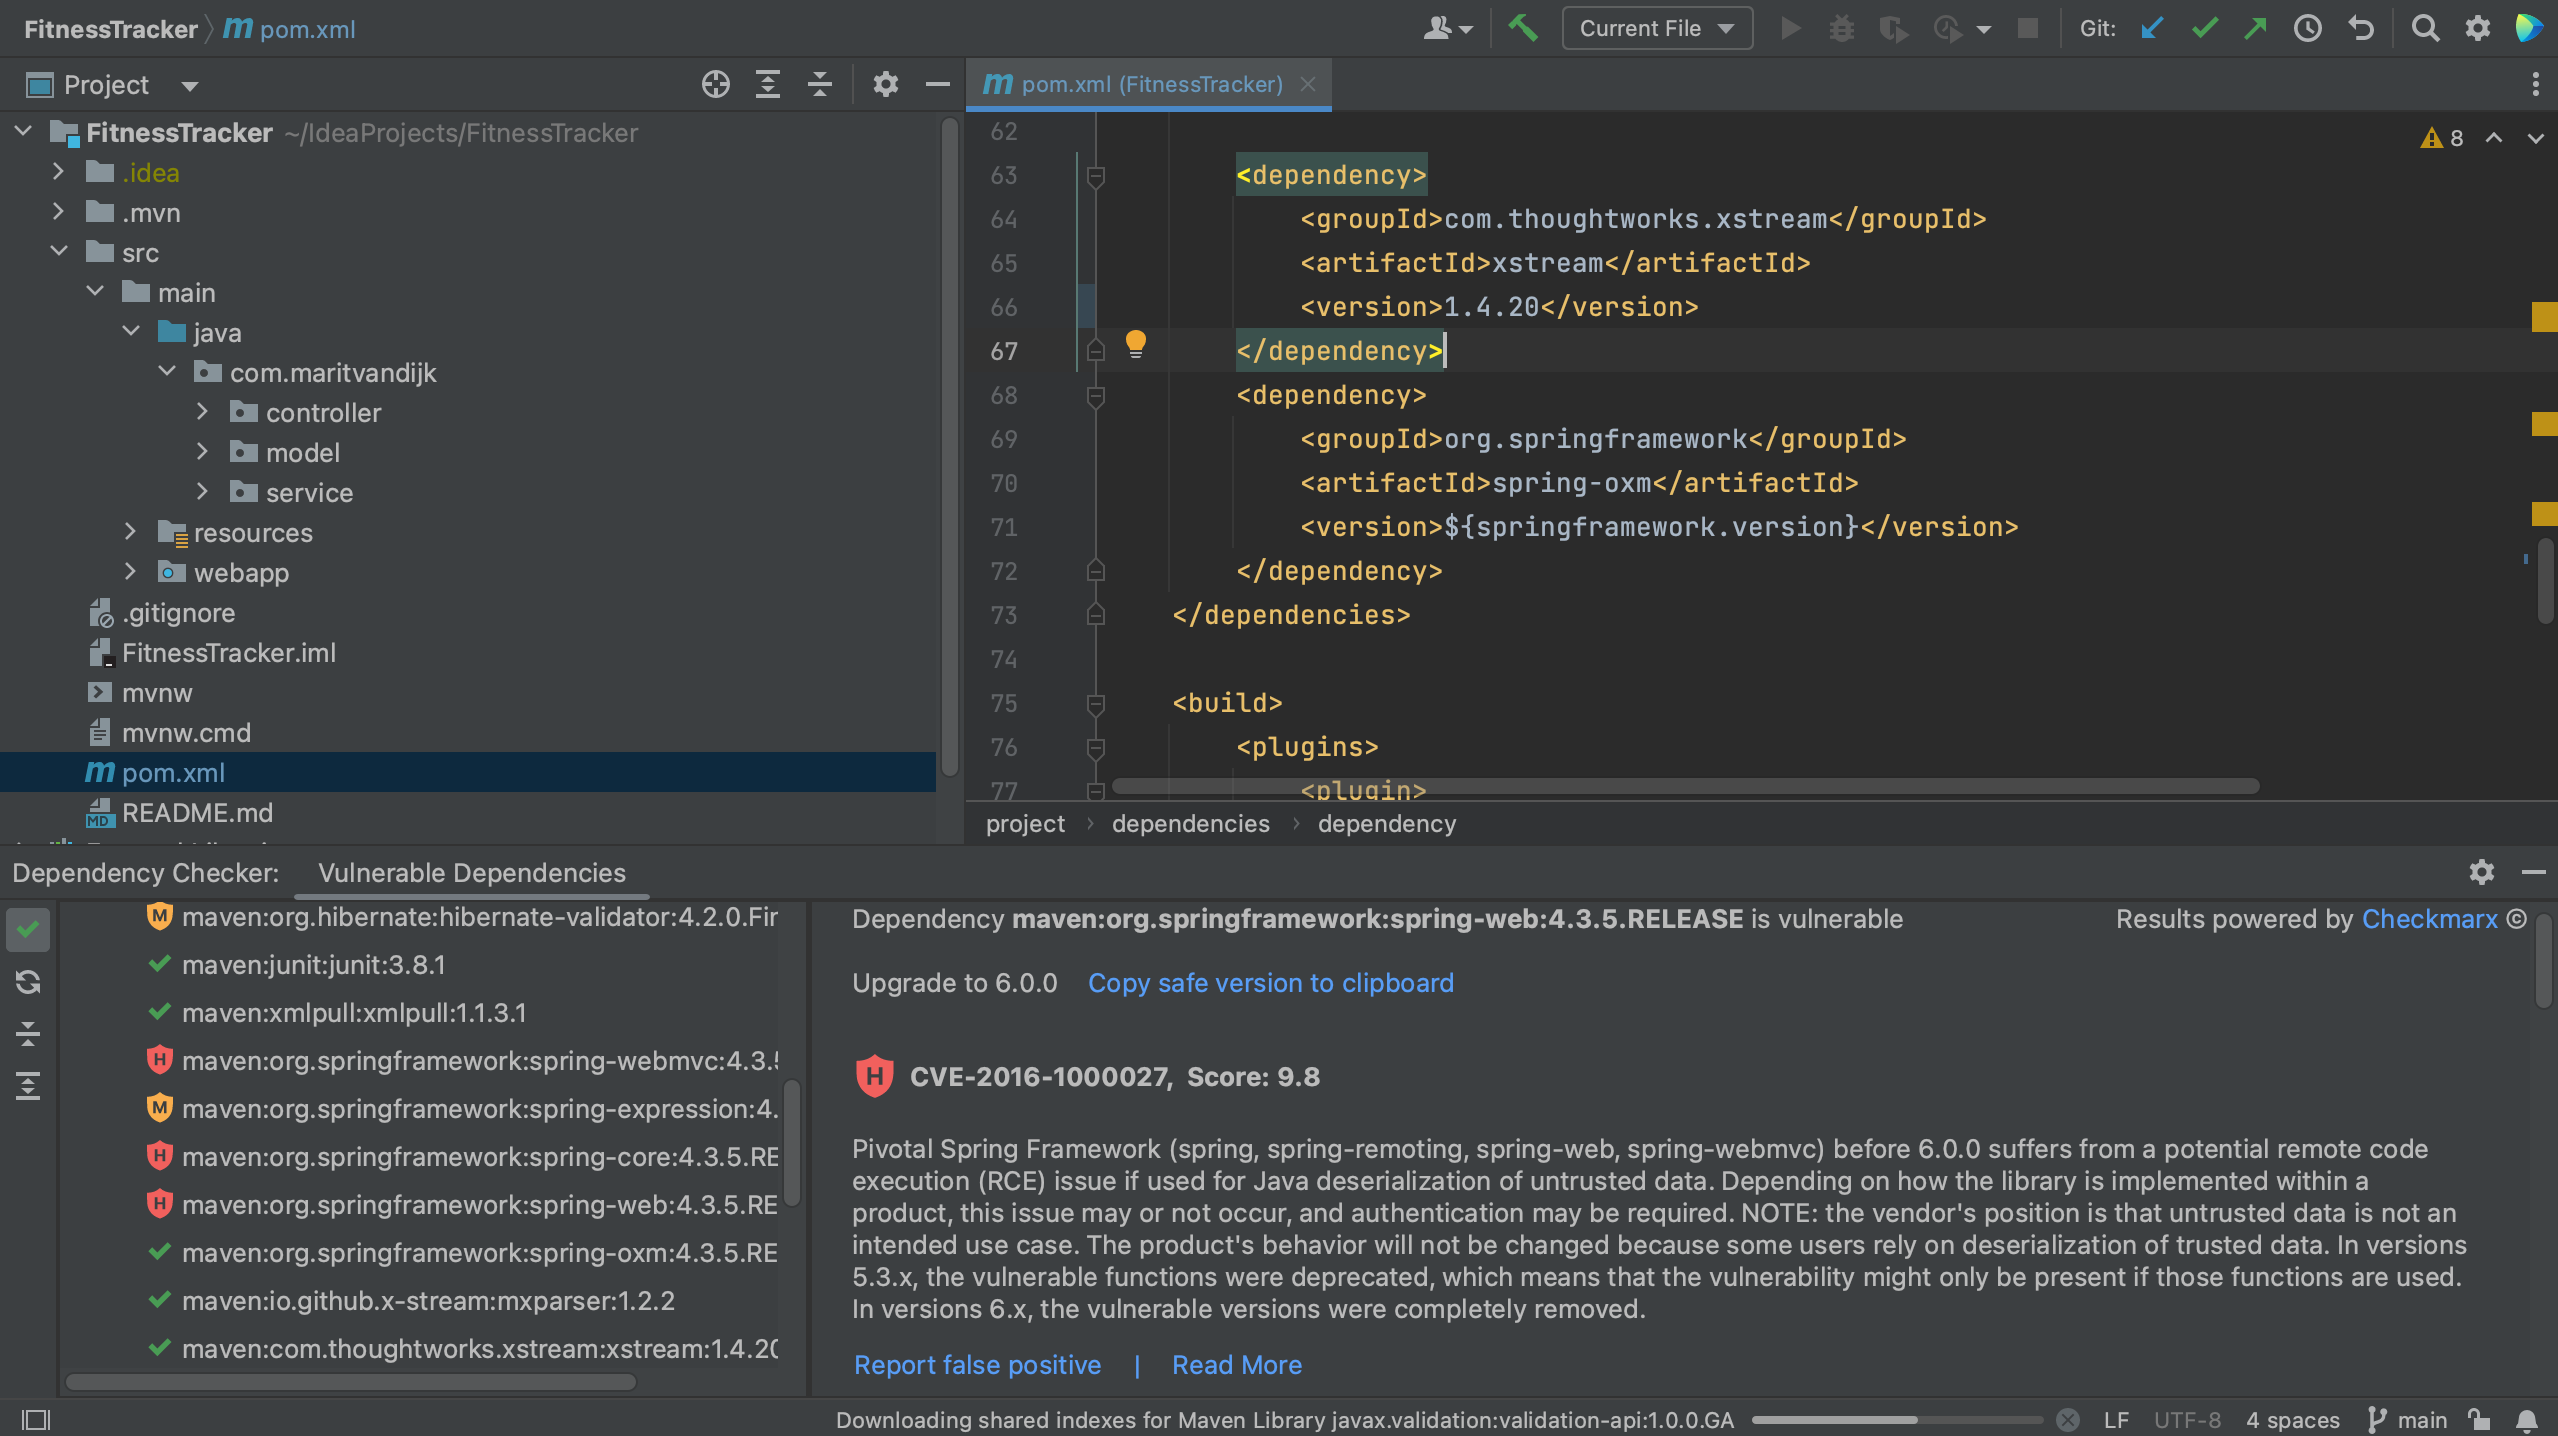 FitnessTracker
pom.xml
Current File
Git:
Project
pom.xml (FitnessTracker)
FitnessTracker ~/IdeaProjects/FitnessTracker
.idea
.mvn
src
main
java
com.maritvandijk
controller
model
service
resources
webapp
.gitignore
FitnessTracker.iml
mvnw
mvnw.cmd
pom.xml
README.md
8
62
63 <dependency>
64 <groupId>com.thoughtworks.xstream</groupId>
65 <artifactId>xstream</artifactId>
66 <version>1.4.20</version>
67 </dependency>
68 <dependency>
69 <groupId>org.springframework</groupId>
70 <artifactId>spring-oxm</artifactId>
71 <version>${springframework.version}</version>
72 </dependency>
73 </dependencies>
74
75 <build>
76 <plugins>
77 <plugin>
project > dependencies > dependency
Dependency Checker: Vulnerable Dependencies
maven:org.hibernate:hibernate-validator:4.2.0.Fir
maven:junit:junit:3.8.1
maven:xmlpull:xmlpull:1.1.3.1
maven:org.springframework:spring-webmvc:4.3.5
maven:org.springframework:spring-expression:4.
maven:org.springframework:spring-core:4.3.5.RE
maven:org.springframework:spring-web:4.3.5.RE
maven:org.springframework:spring-oxm:4.3.5.RE
maven:io.github.x-stream:mxparser:1.2.2
maven:com.thoughtworks.xstream:xstream:1.4.20
Dependency maven:org.springframework:spring-web:4.3.5.RELEASE is vulnerable
Results powered by Checkmarx ©
Upgrade to 6.0.0 Copy safe version to clipboard
H CVE-2016-1000027, Score: 9.8
Pivotal Spring Framework (spring, spring-remoting, spring-web, spring-webmvc) before 6.0.0 suffers from a potential remote code
execution (RCE) issue if used for Java deserialization of untrusted data. Depending on how the library is implemented within a
product, this issue may or not occur, and authentication may be required. NOTE: the vendor's position is that untrusted data is not an
intended use case. The product's behavior will not be changed because some users rely on deserialization of trusted data. In versions
5.3.x, the vulnerable functions were deprecated, which means that the vulnerability might only be present if those functions are used.
In versions 6.x, the vulnerable versions were completely removed.
Report false positive | Read More
Downloading shared indexes for Maven Library javax.validation:validation-api:1.0.0.GA
LF UTF-8 4 spaces main